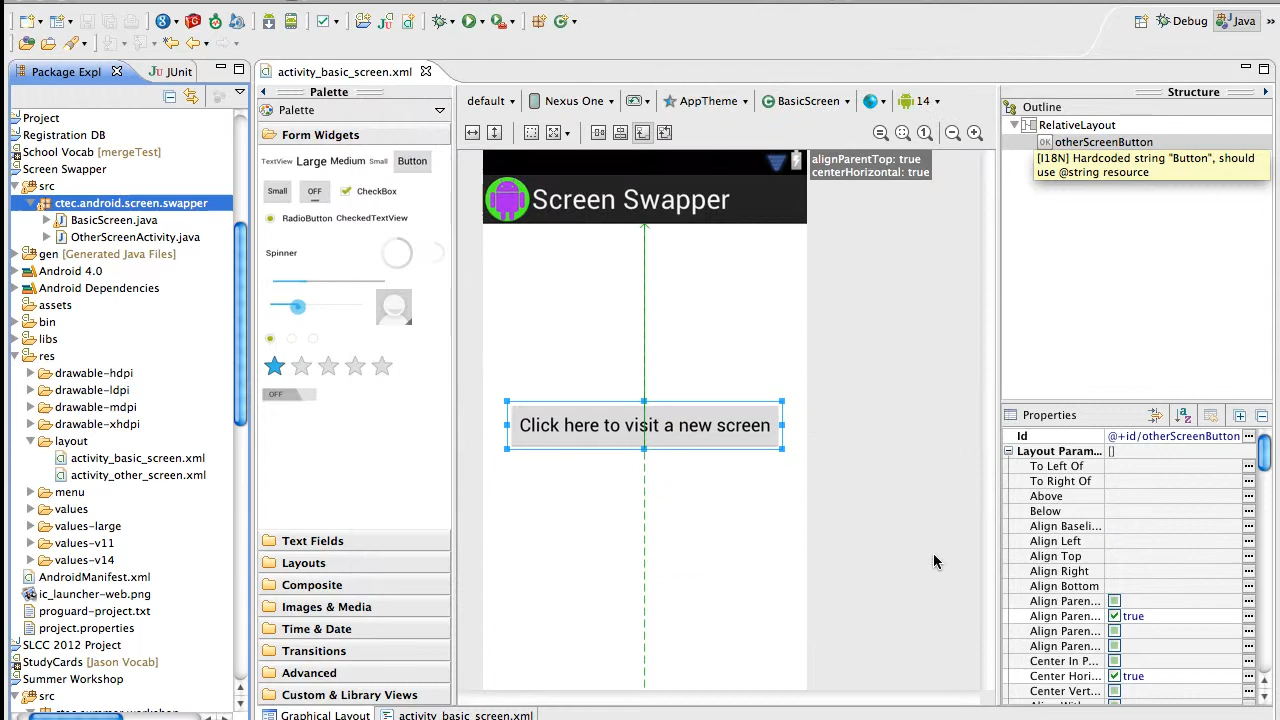 Debug
Java
»
Package Expl
JUnit
activity_basic_screen.xml
Project
Registration DB
School Vocab [mergeTest]
Screen Swapper
src
ctec.android.screen.swapper
BasicScreen.java
OtherScreenActivity.java
gen [Generated Java Files]
Android 4.0
Android Dependencies
assets
bin
libs
res
drawable-hdpi
drawable-ldpi
drawable-mdpi
drawable-xhdpi
layout
activity_basic_screen.xml
activity_other_screen.xml
menu
values
values-large
values-v11
values-v14
AndroidManifest.xml
ic_launcher-web.png
proguard-project.txt
project.properties
SLCC 2012 Project
StudyCards [Jason Vocab]
Summer Workshop
src
ctec.summer.workshop
Palette
Palette
Form Widgets
TextView Large Medium Small Button
Small OFF CheckBox
RadioButton CheckedTextView
Spinner
OFF
Text Fields
Layouts
Composite
Images & Media
Time & Date
Transitions
Advanced
Custom & Library Views
Graphical Layout
activity_basic_screen.xml
default
Nexus One
AppTheme
BasicScreen
14
alignParentTop: true
centerHorizontal: true
Screen Swapper
Click here to visit a new screen
Structure
Outline
RelativeLayout
OK otherScreenButton
[I18N] Hardcoded string "Button", should
use @string resource
Properties
Id @+id/otherScreenButton
Layout Param... []
To Left Of
To Right Of
Above
Below
Align Baseli...
Align Left
Align Top
Align Right
Align Bottom
Align Paren...
Align Paren... true
Align Paren...
Align Paren...
Center In P...
Center Hori... true
Center Vert...